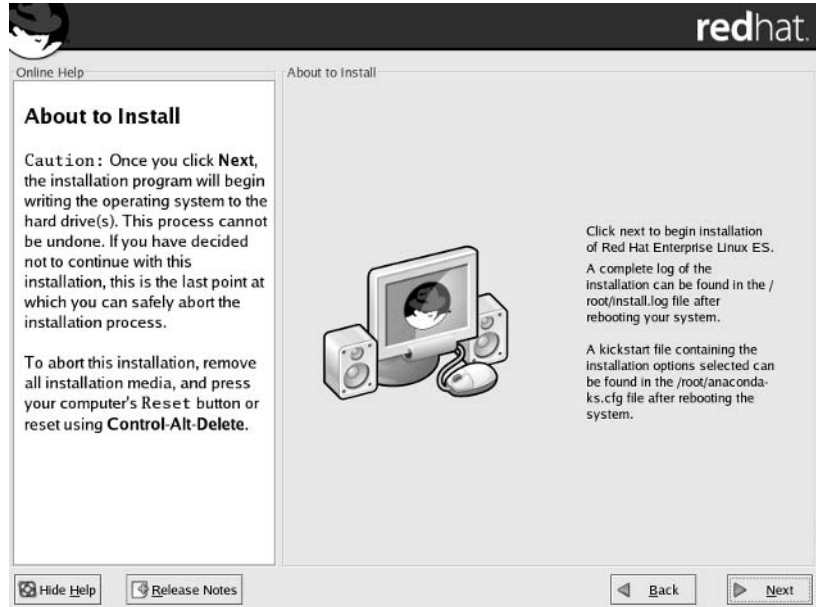 redhat.
Online Help
About to Install
Caution: Once you click Next,
the installation program will begin
writing the operating system to the
hard drive(s). This process cannot
be undone. If you have decided
not to continue with this
installation, this is the last point at
which you can safely abort the
installation process.
To abort this installation, remove
all installation media, and press
your computer's Reset button or
reset using Control-Alt-Delete.
About to Install
Click next to begin installation
of Red Hat Enterprise Linux ES.
A complete log of the
installation can be found in the /
root/install.log file after
rebooting your system.
A kickstart file containing the
installation options selected can
be found in the /root/anaconda-
ks.cfg file after rebooting the
system.
Hide Help
Release Notes
Back
Next